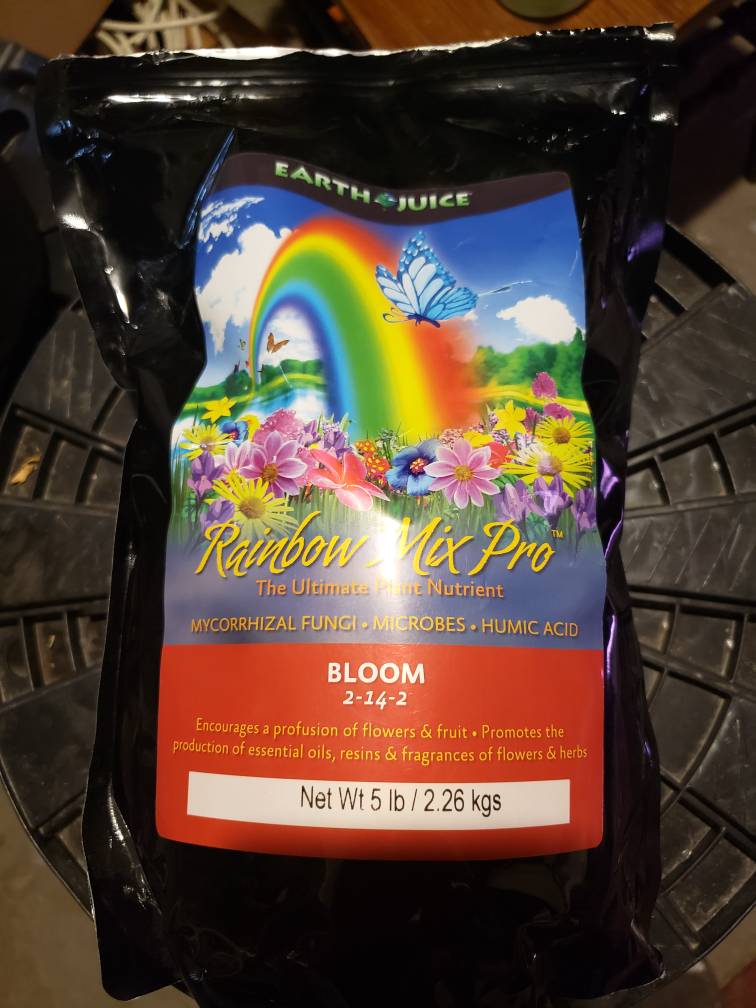 EARTH JUICE
Rainbow Mix Pro™
The Ultimate Plant Nutrient
MYCORRHIZAL FUNGI • MICROBES • HUMIC ACID
BLOOM
2-14-2
Encourages a profusion of flowers & fruit • Promotes the
production of essential oils, resins & fragrances of flowers & herbs
Net Wt 5 lb / 2.26 kgs